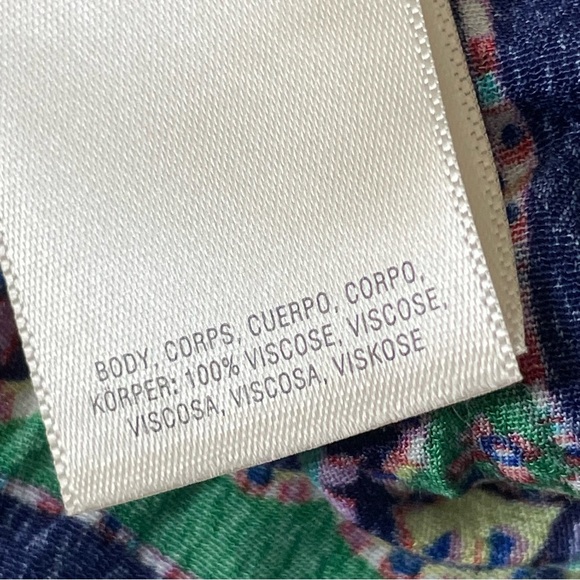 BODY, CORPS, CUERPO, CORPO,
KÖRPER: 100% VISCOSE, VISCOSE,
VISCOSA, VISCOSA, VISKOSE